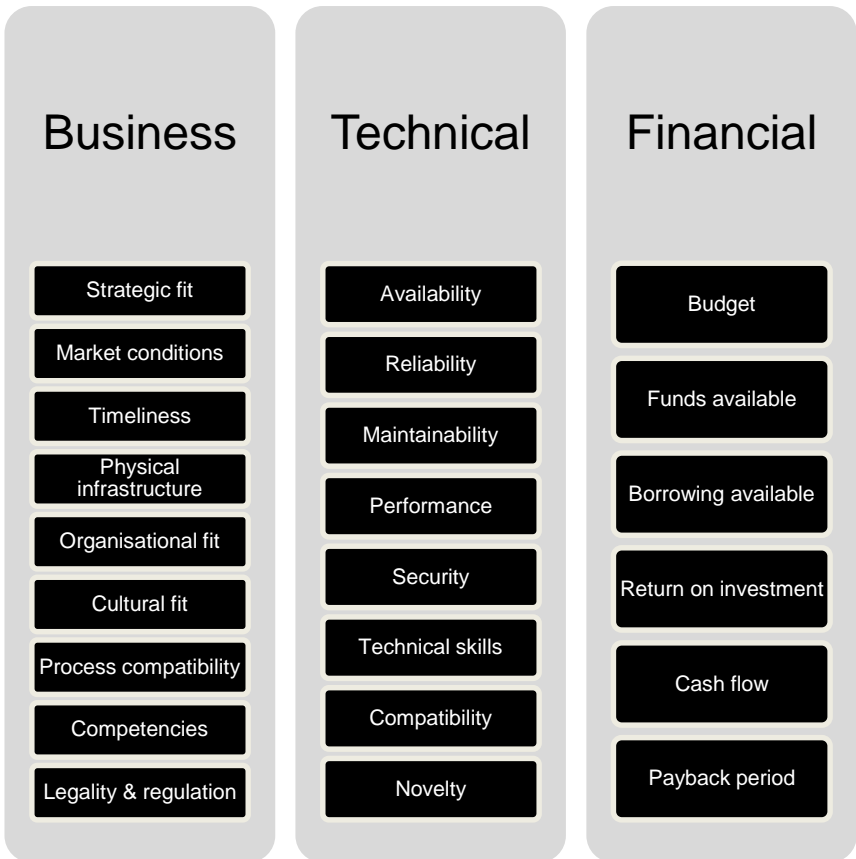 Business
Strategic fit
Market conditions
Timeliness
Physical
infrastructure
Organisational fit
Cultural fit
Process compatibility
Competencies
Legality & regulation
Technical
Availability
Reliability
Maintainability
Performance
Security
Technical skills
Compatibility
Novelty
Financial
Budget
Funds available
Borrowing available
Return on investment
Cash flow
Payback period